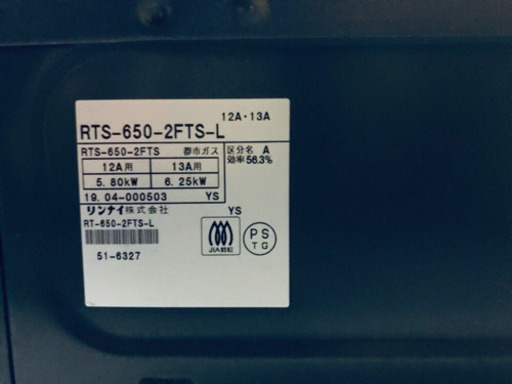 12A・13A
RTS-650-2FTS-L
RTS-650-2FTS 都市ガス 区分名 A
12A用 13A用 効率56.3%
5.80kW 6.25kW
19.04-000503 YS
リンナイ株式会社 YS
RT-650-2FTS-L
JIA認証
PS
TG
51-6327